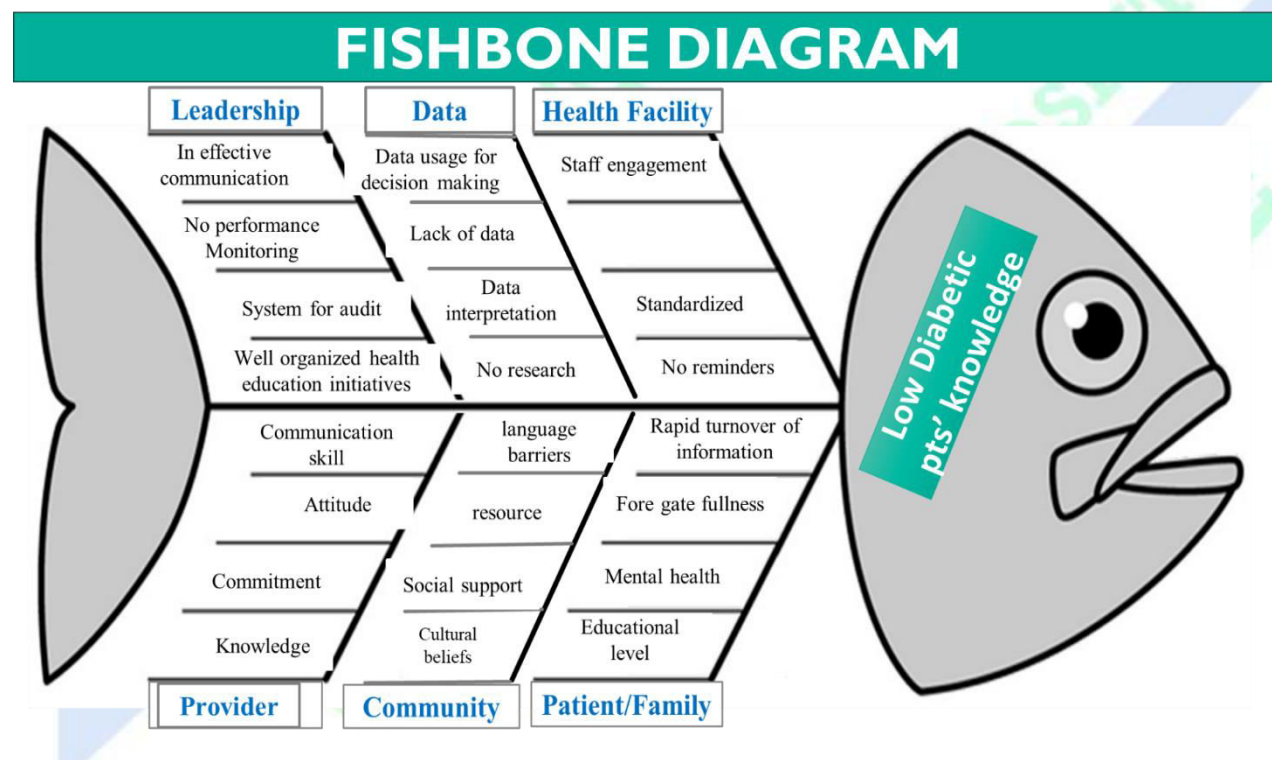 FISHBONE DIAGRAM
Leadership
In effective
communication
No performance
Monitoring
System for audit
Well organized health
education initiatives
Data
Data usage for
decision making
Lack of data
Data
interpretation
No research
Health Facility
Staff engagement
Standardized
No reminders
Low Diabetic
pts' knowledge
Communication
skill
Attitude
Commitment
Knowledge
Provider
language
barriers
resource
Social support
Cultural
beliefs
Community
Rapid turnover of
information
Fore gate fullness
Mental health
Educational
level
Patient/Family